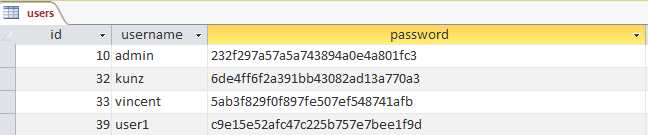 users
id username password
10 admin 232f297a57a5a743894a0e4a801fc3
32 kunz 6de4ff6f2a391bb43082ad13a770a3
33 vincent 5ab3f829f0f897fe507ef548741afb
39 user1 c9e15e52afc47c225b757e7bee1f9d